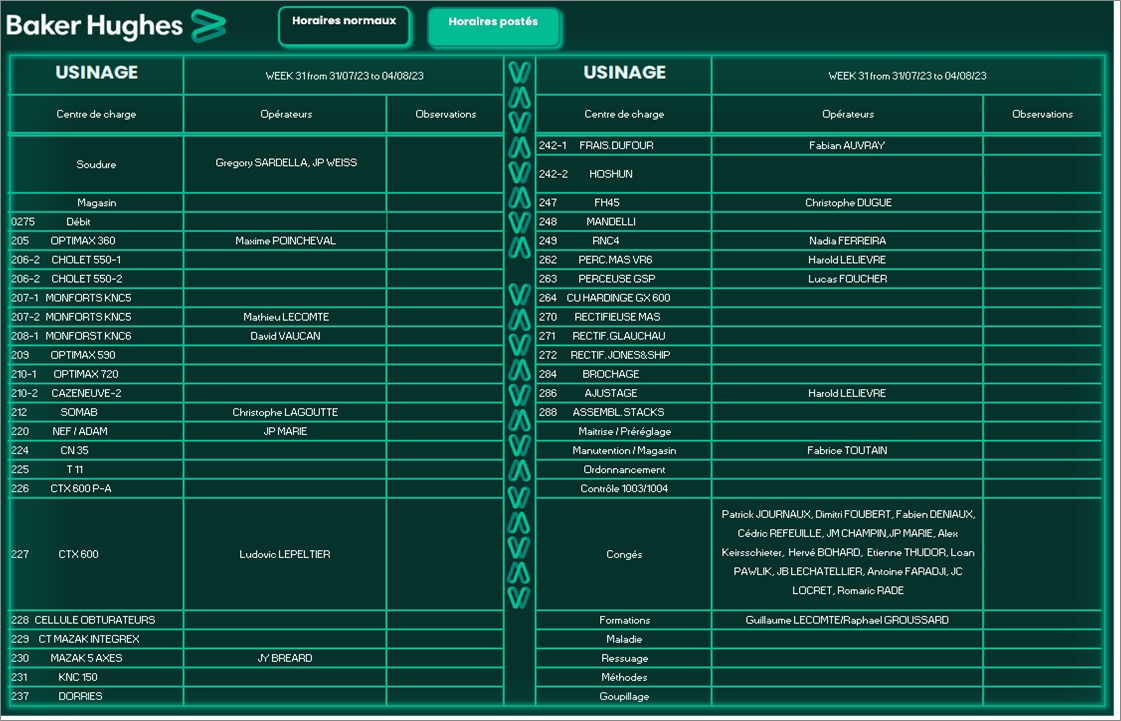 Baker Hughes
Horaires normaux
Horaires postés
USINAGE WEEK 31 from 31/07/23 to 04/08/23
Centre de charge Opérateurs Observations
Soudure Gregory SARDELLA, JP WEISS
Magasin
0275 Débit
205 OPTIMAX 360 Maxime POINCHEVAL
206-2 CHOLET 550-1
206-2 CHOLET 550-2
207-1 MONFORTS KNC5
207-2 MONFORTS KNC5 Mathieu LECOMTE
208-1 MONFORST KNC6 David VAUCAN
209 OPTIMAX 590
210-1 OPTIMAX 720
210-2 CAZENEUVE-2
212 SOMAB Christophe LAGOUTTE
220 NEF / ADAM JP MARIE
224 CN 35
225 T 11
226 CTX 600 P-A
227 CTX 600 Ludovic LEPELTIER
228 CELLULE OBTURATEURS
229 CT MAZAK INTEGREX
230 MAZAK 5 AXES JY BREARD
231 KNC 150
237 DORRIES
USINAGE WEEK 31 from 31/07/23 to 04/08/23
Centre de charge Opérateurs Observations
242-1 FRAIS.DUFOUR Fabian AUVRAY
242-2 HOSHUN
247 FH45 Christophe DUGUE
248 MANDELLI
249 RNC4 Nadia FERREIRA
262 PERC.MAS VR6 Harold LELIEVRE
263 PERCEUSE GSP Lucas FOUCHER
264 CU HARDINGE GX 600
270 RECTIFIEUSE MAS
271 RECTIF.GLAUCHAU
272 RECTIF.JONES&SHIP
284 BROCHAGE
286 AJUSTAGE Harold LELIEVRE
288 ASSEMBL.STACKS
Maitrise / Préréglage
Manutention / Magasin Fabrice TOUTAIN
Ordonnancement
Contrôle 1003/1004
Congés
Patrick JOURNAUX, Dimitri FOUBERT, Fabien DENIAUX,
Cédric REFEUILLE, JM CHAMPIN,JP MARIE, Alex
Keirsschieter, Hervé BOHARD, Etienne THUDOR, Loan
PAWLIK, JB LECHATELLIER, Antoine FARADJI, JC
LOCRET, Romaric RADE
Formations Guillaume LECOMTE/Raphael GROUSSARD
Maladie
Ressuage
Méthodes
Goupillage